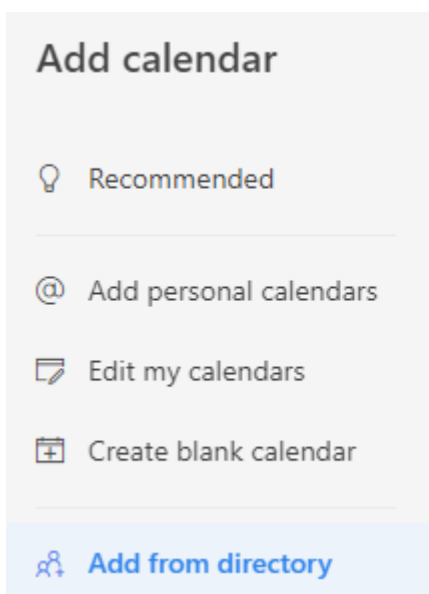 Add calendar
Recommended
Add personal calendars
Edit my calendars
Create blank calendar
Add from directory